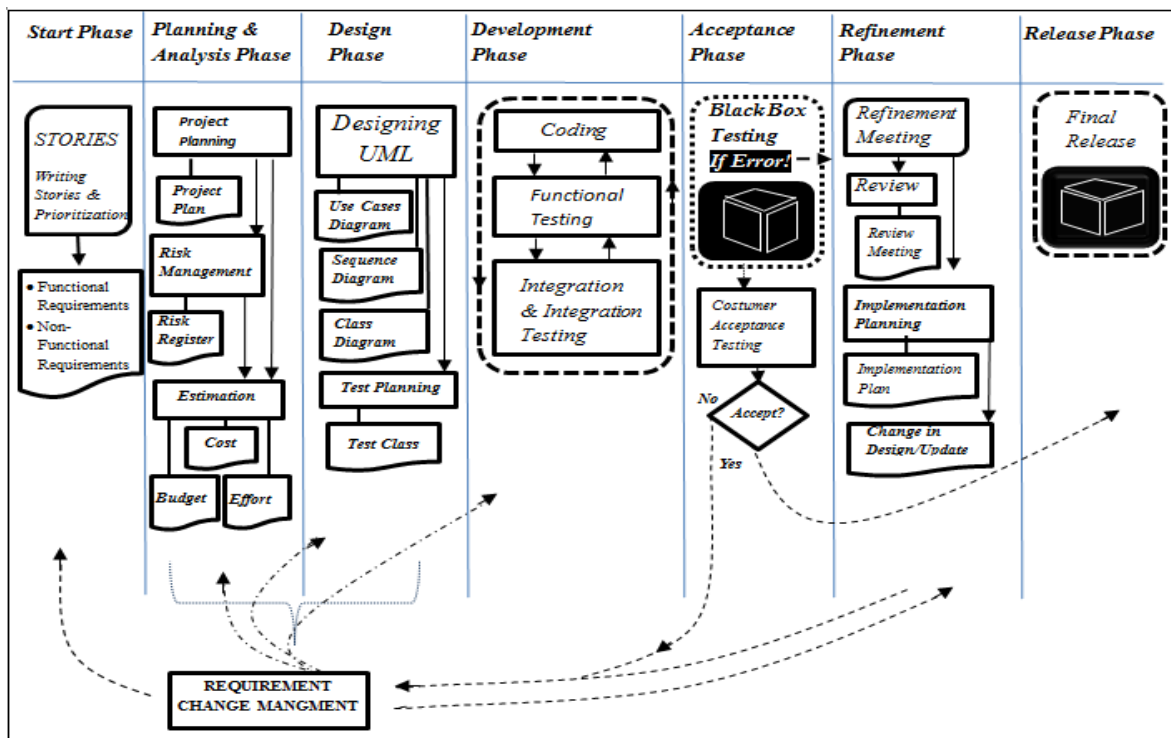 Start Phase
Planning &
Analysis Phase
Design
Phase
Development
Phase
Acceptance
Phase
Refinement
Phase
Release Phase
STORIES
Writing
Stories &
Prioritization
Functional
Requirements
Non-
Functional
Requirements
Project
Planning
Project
Plan
Risk
Management
Risk
Register
Estimation
Cost
Budget
Effort
Designing
UML
Use Cases
Diagram
Sequence
Diagram
Class
Diagram
Test Planning
Test Class
Coding
Functional
Testing
Integration
& Integration
Testing
Black Box
Testing
If Error!
Costumer
Acceptance
Testing
No
Accept?
Yes
Refinement
Meeting
Review
Review
Meeting
Implementation
Planning
Implementation
Plan
Change in
Design/Update
Final
Release
REQUIREMENT
CHANGE MANGMENT